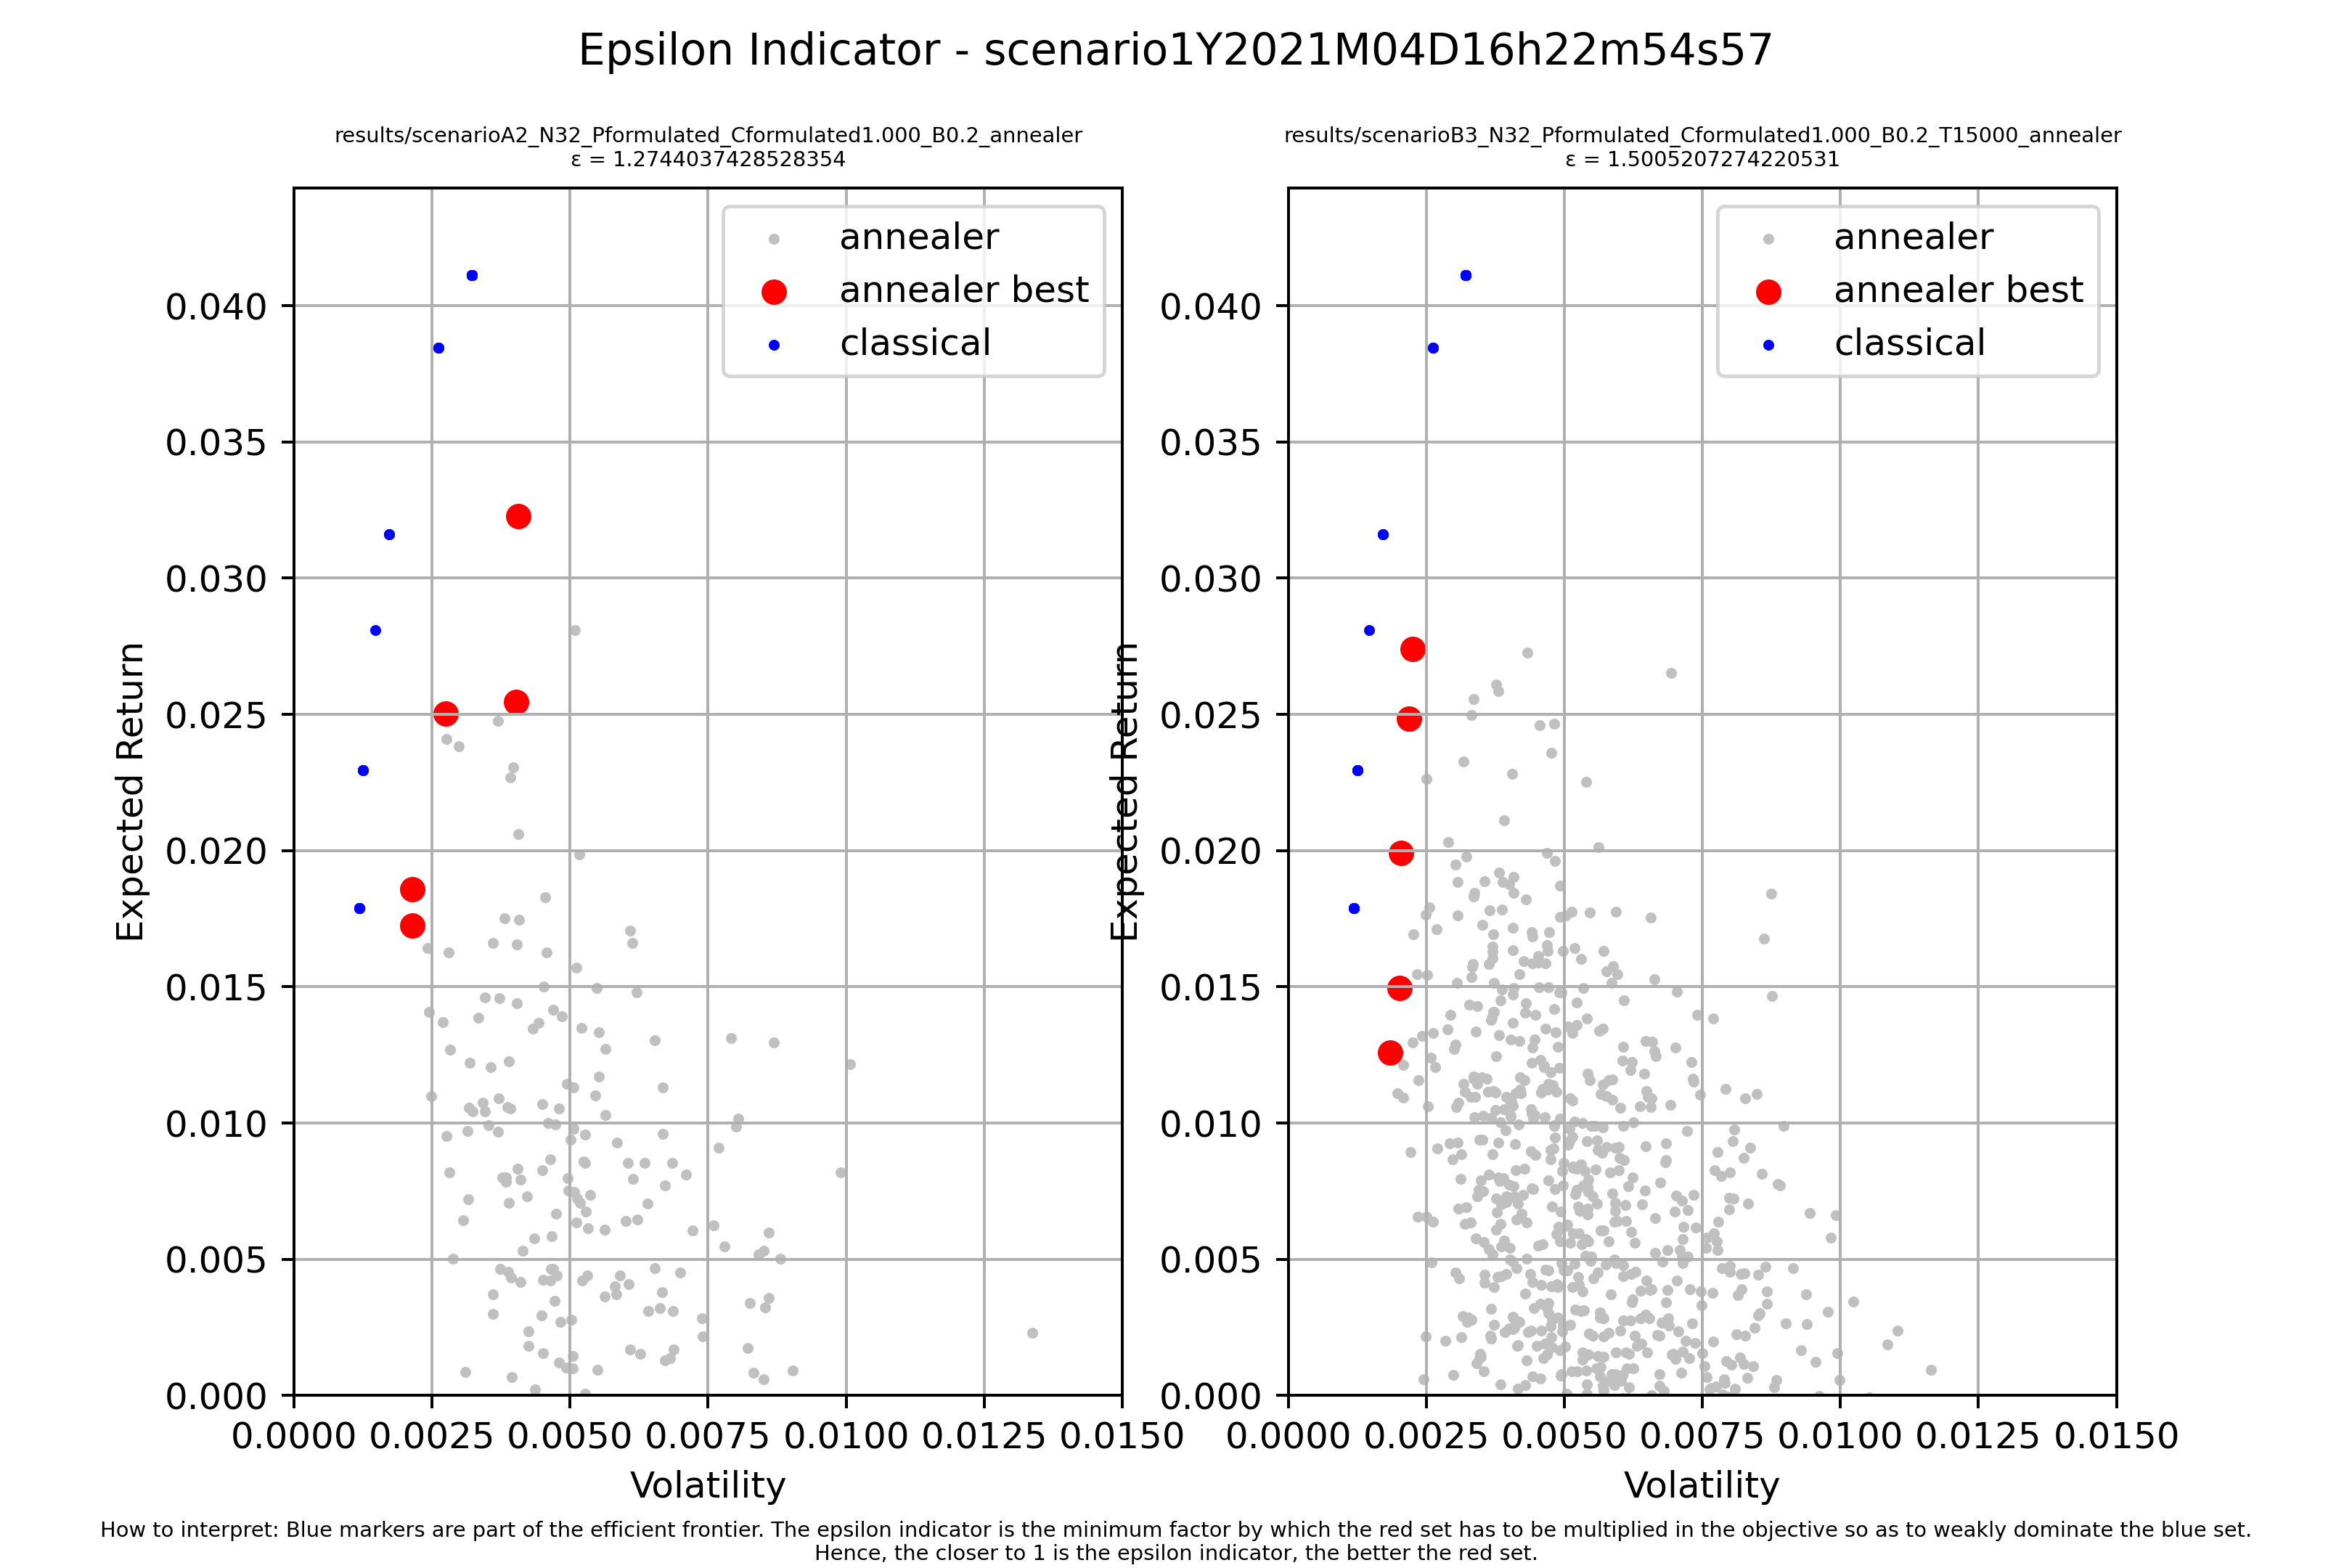 Epsilon Indicator - scenario1Y2021M04D16h22m54s57
results/scenarioA2_N32_Pformulated_Cformulated1.000_B0.2_annealer
ε = 1.2744037428528354
annealer
annealer best
classical
0.040
0.035
0.030
0.025
0.020
0.015
0.010
0.005
0.000
Expected Return
0.0000 0.0025 0.0050 0.0075 0.0100 0.0125 0.0150
Volatility
results/scenarioB3_N32_Pformulated_Cformulated1.000_B0.2_T15000_annealer
ε = 1.5005207274220531
annealer
annealer best
classical
0.040
0.035
0.030
0.025
0.020
0.015
0.010
0.005
0.000
Expected Return
0.0000 0.0025 0.0050 0.0075 0.0100 0.0125 0.0150
Volatility
How to interpret: Blue markers are part of the efficient frontier. The epsilon indicator is the minimum factor by which the red set has to be multiplied in the objective so as to weakly dominate the blue set.
Hence, the closer to 1 is the epsilon indicator, the better the red set.